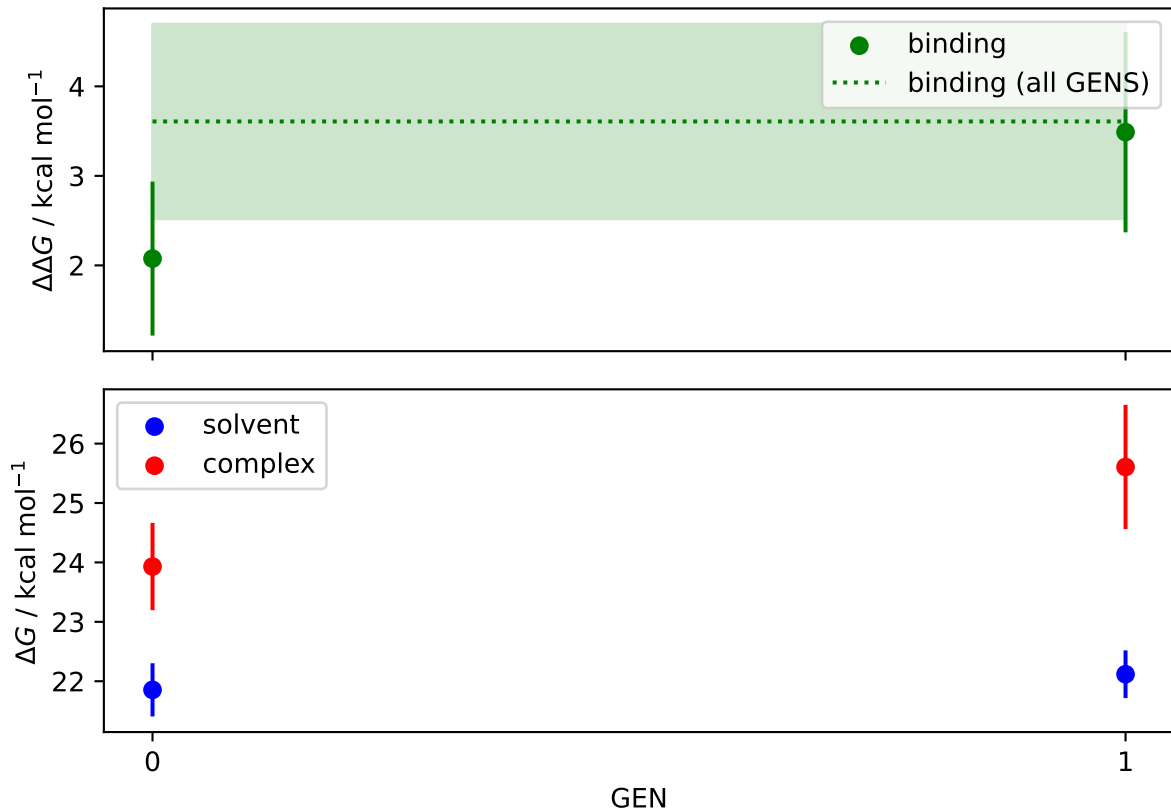 binding
binding (all GENS)
4
3
2
ΔΔG / kcal mol⁻¹
solvent
complex
26
25
24
23
22
ΔG / kcal mol⁻¹
0
1
GEN